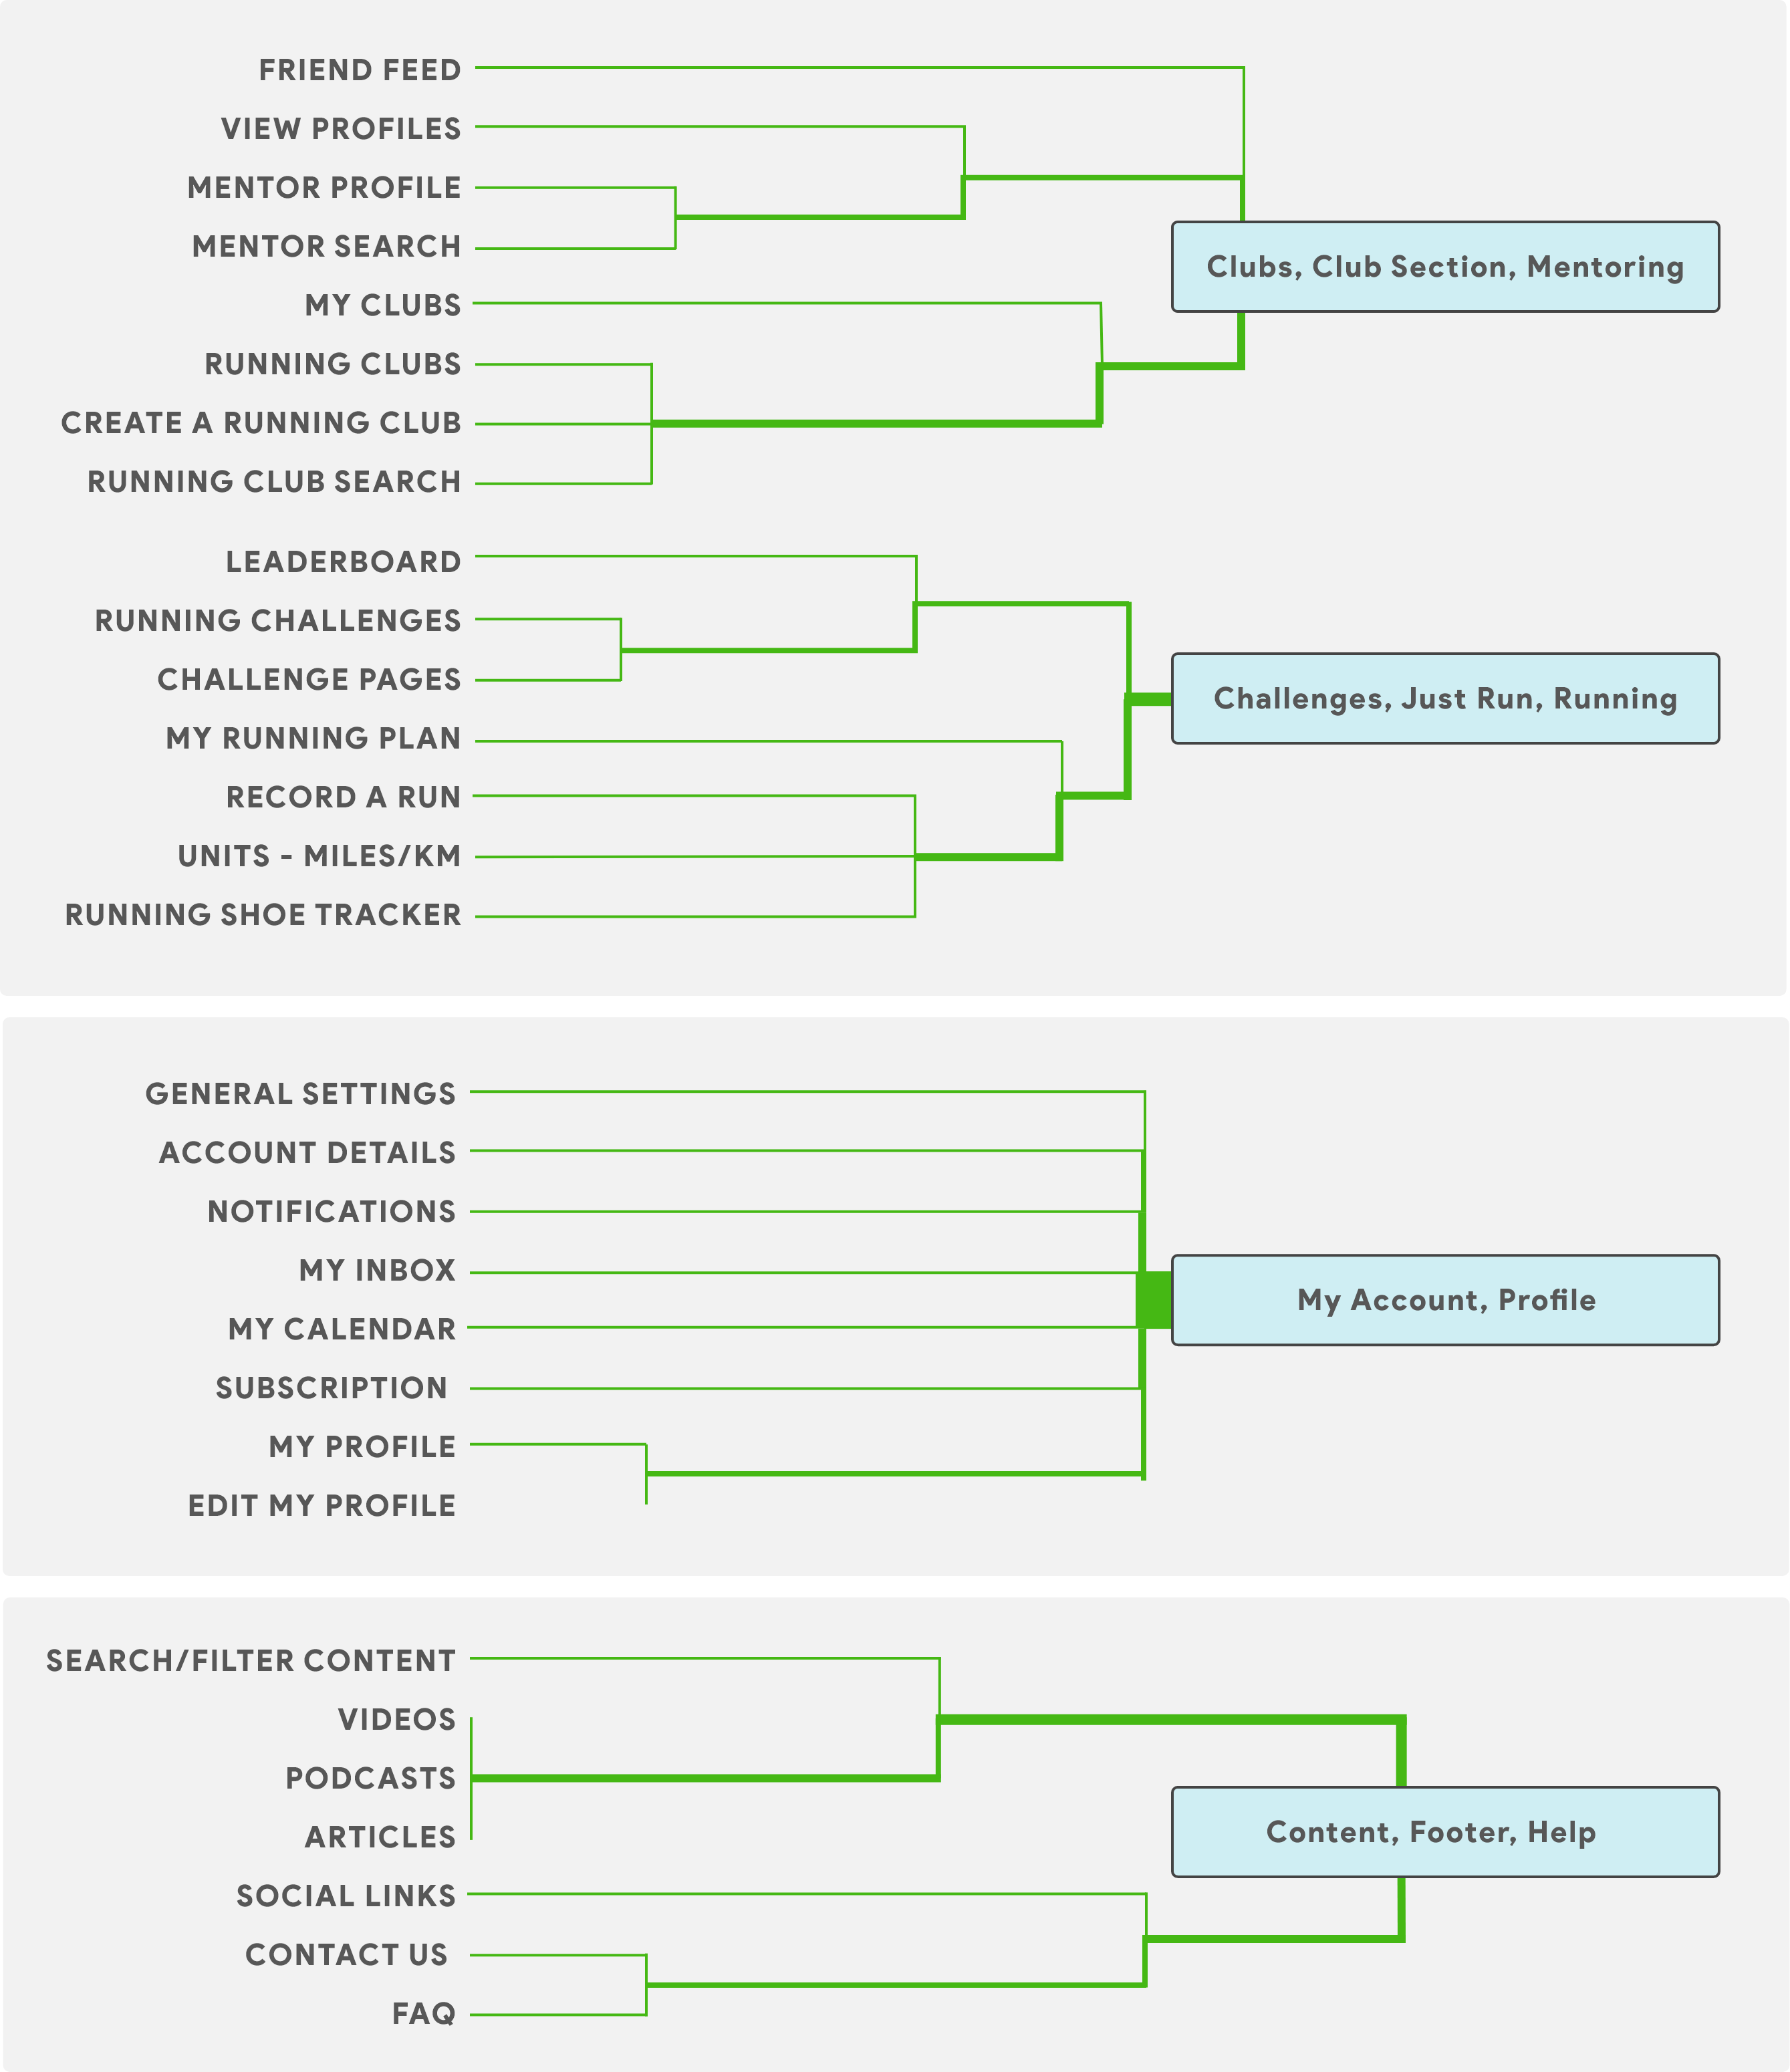 FRIEND FEED
VIEW PROFILES
MENTOR PROFILE
MENTOR SEARCH
Clubs, Club Section, Mentoring
MY CLUBS
RUNNING CLUBS
CREATE A RUNNING CLUB
RUNNING CLUB SEARCH
LEADERBOARD
RUNNING CHALLENGES
CHALLENGE PAGES
Challenges, Just Run, Running
MY RUNNING PLAN
RECORD A RUN
UNITS - MILES/KM
RUNNING SHOE TRACKER
GENERAL SETTINGS
ACCOUNT DETAILS
NOTIFICATIONS
MY INBOX
My Account, Profile
MY CALENDAR
SUBSCRIPTION
MY PROFILE
EDIT MY PROFILE
SEARCH/FILTER CONTENT
VIDEOS
PODCASTS
Content, Footer, Help
ARTICLES
SOCIAL LINKS
CONTACT US
FAQ